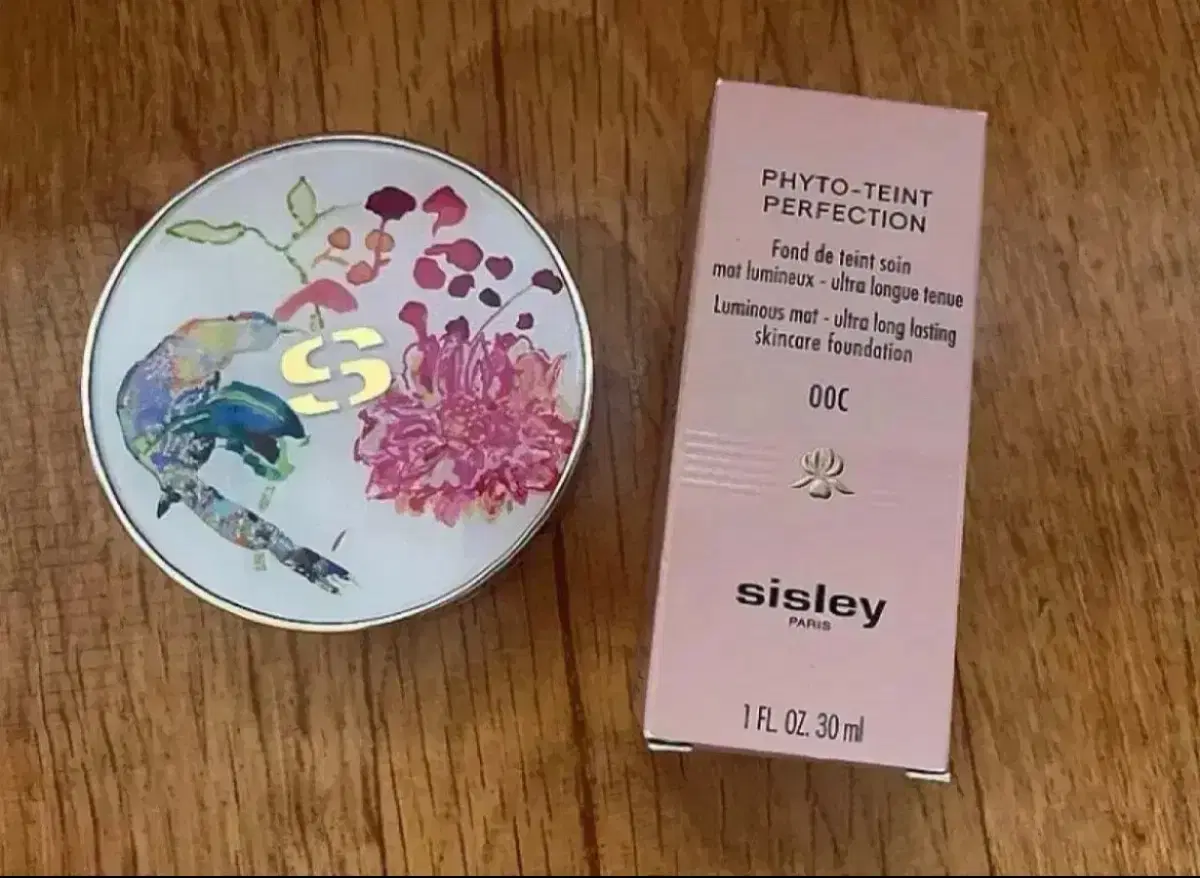 S
PHYTO-TEINT
PERFECTION
Fond de teint soin
mat lumineux - ultra longue tenue
Luminous mat - ultra long lasting
skincare foundation
00C
sisley
PARIS
1 FL. OZ. 30 ml